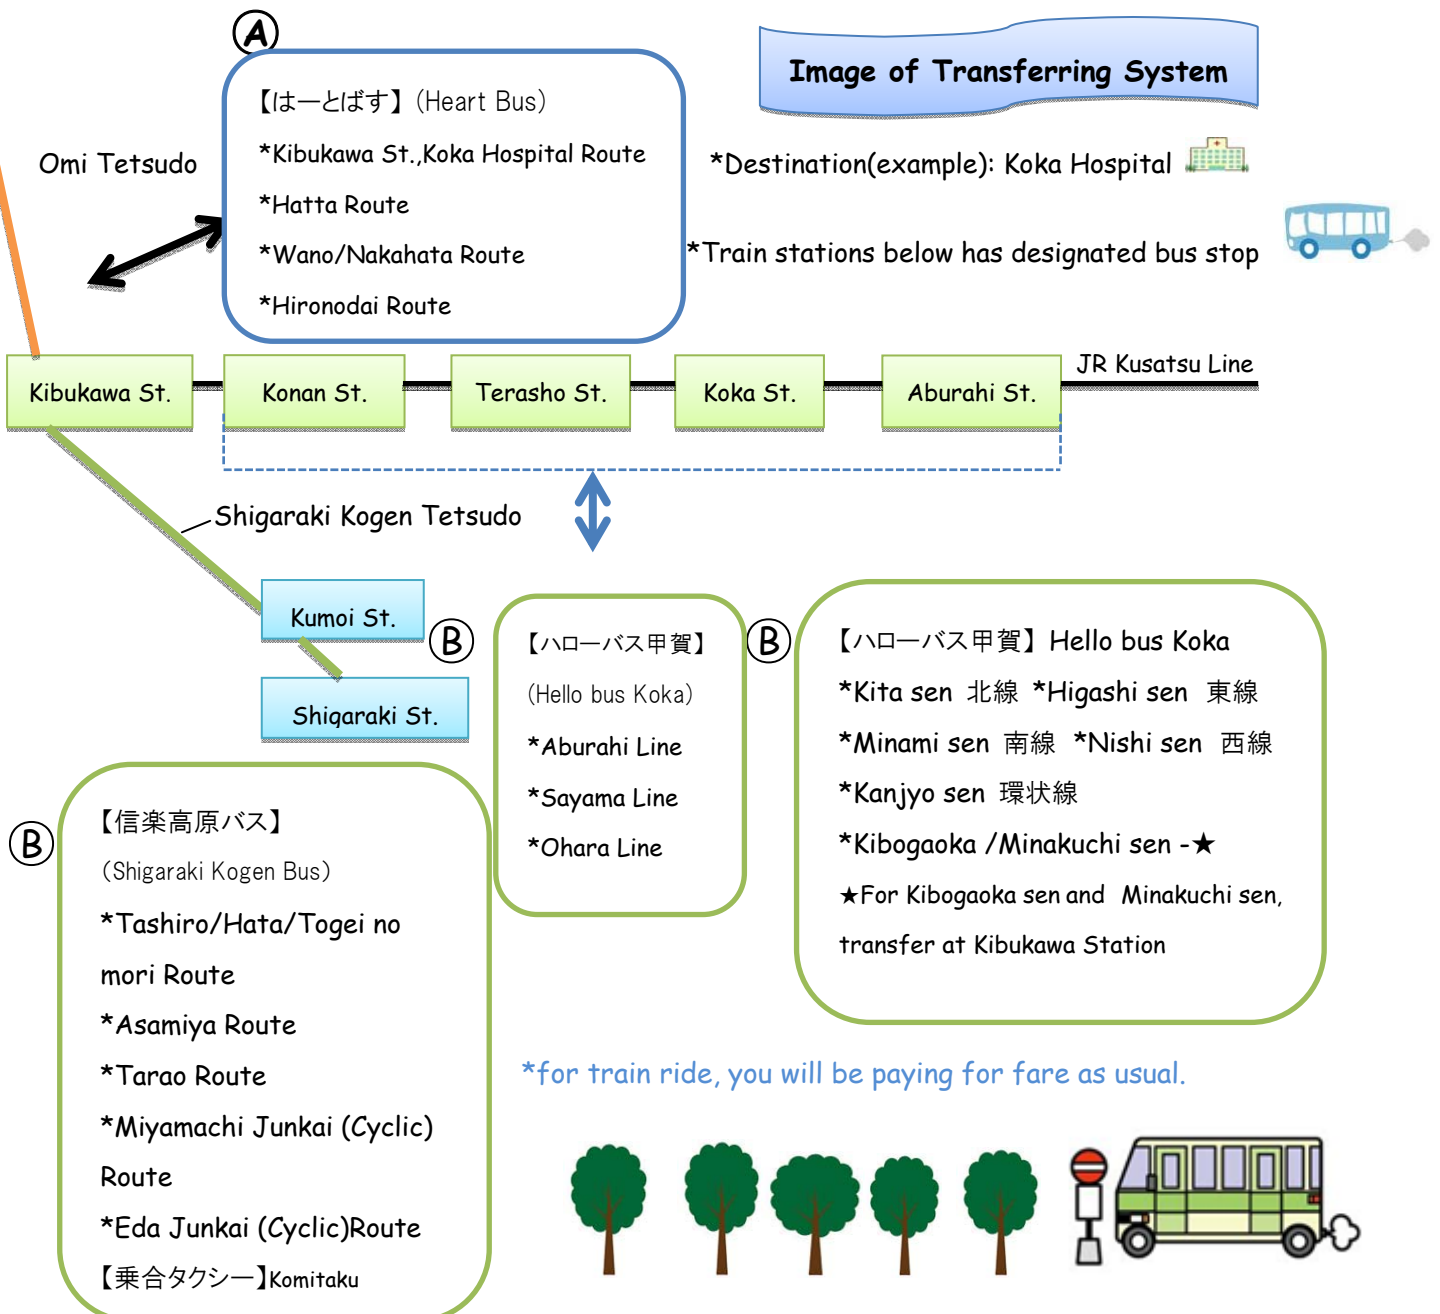 A
Image of Transferring System
【はーとばす】 (Heart Bus)
*Kibukawa St.,Koka Hospital Route
*Hatta Route
*Wano/Nakahata Route
*Hironodai Route
Omi Tetsudo
*Destination(example): Koka Hospital
*Train stations below has designated bus stop
JR Kusatsu Line
Kibukawa St.
Konan St.
Terasho St.
Koka St.
Aburahi St.
Shigaraki Kogen Tetsudo
Kumoi St.
Shigaraki St.
B
【ハローバス甲賀】
(Hello bus Koka)
*Aburahi Line
*Sayama Line
*Ohara Line
B
【ハローバス甲賀】 Hello bus Koka
*Kita sen 北線 *Higashi sen 東線
*Minami sen 南線 *Nishi sen 西線
*Kanjyo sen 環状線
*Kibogaoka /Minakuchi sen -★
★For Kibogaoka sen and Minakuchi sen,
transfer at Kibukawa Station
B
【信楽高原バス】
(Shigaraki Kogen Bus)
*Tashiro/Hata/Togei no
mori Route
*Asamiya Route
*Tarao Route
*Miyamachi Junkai (Cyclic)
Route
*Eda Junkai (Cyclic)Route
【乗合タクシー】Komitaku
*for train ride, you will be paying for fare as usual.